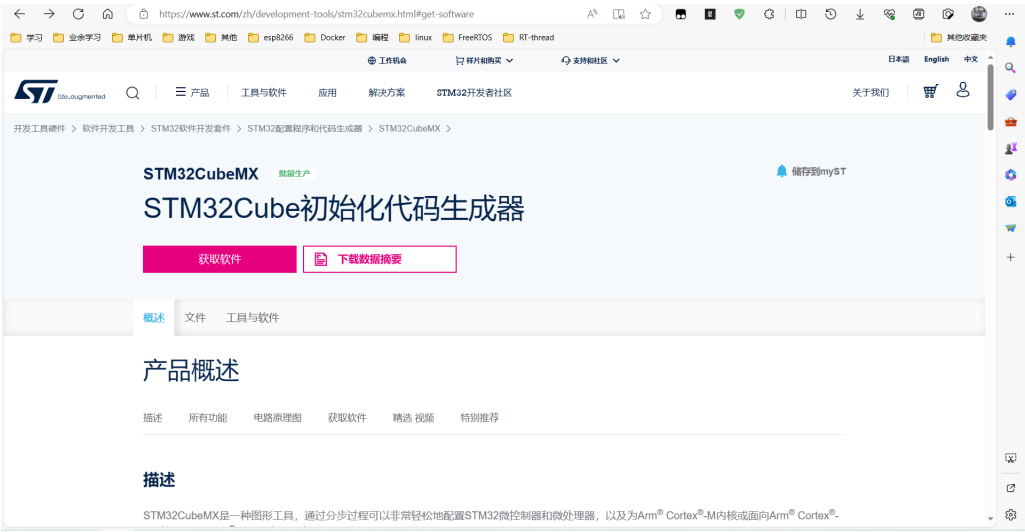 https://www.st.com/zh/development-tools/stm32cubemx.html#get-software
学习 业余学习 单片机 游戏 其他 esp8266 Docker 编程 linux FreeRTOS RT-thread 其他收藏夹
工作机会 样片和购买 支持和社区 日本語 English 中文
ST life.augmented 产品 工具与软件 应用 解决方案 STM32开发者社区 关于我们
开发工具硬件 > 软件开发工具 > STM32软件开发套件 > STM32配置程序和代码生成器 > STM32CubeMX >
STM32CubeMX 批量生产 储存到myST
STM32Cube初始化代码生成器
获取软件 下载数据摘要
概述 文件 工具与软件
产品概述
描述 所有功能 电路原理图 获取软件 精选 视频 特别推荐
描述
STM32CubeMX是一种图形工具，通过分步过程可以非常轻松地配置STM32微控制器和微处理器，以及为Arm® Cortex®-M内核或面向Arm® Cortex®-